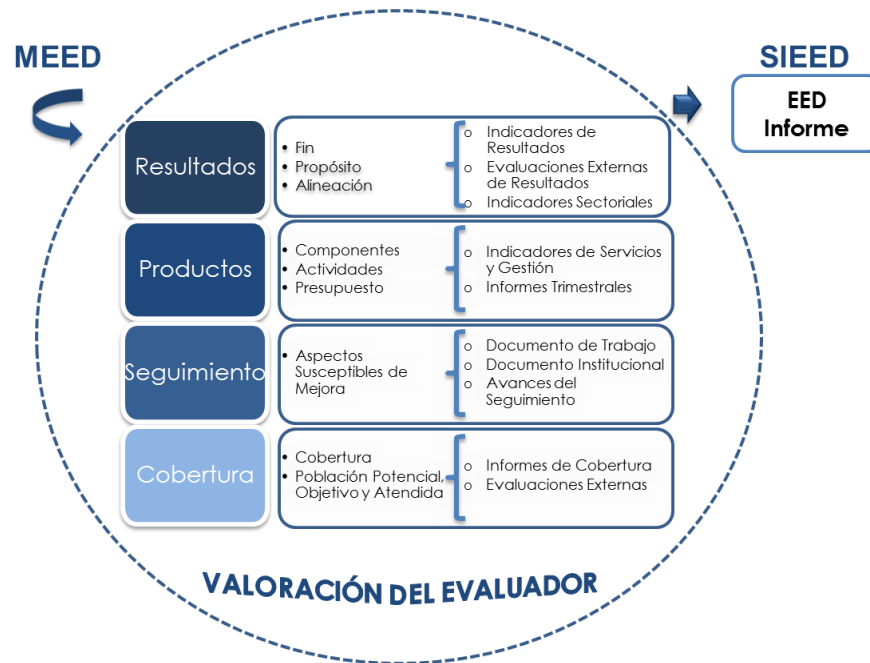 MEED
SIEED
EED
Informe
Resultados
• Fin
• Propósito
• Alineación
o Indicadores de
Resultados
o Evaluaciones Externas
de Resultados
o Indicadores Sectoriales
Productos
• Componentes
• Actividades
• Presupuesto
o Indicadores de Servicios
y Gestión
o Informes Trimestrales
Seguimiento
• Aspectos
Susceptibles de
Mejora
o Documento de Trabajo
o Documento Institucional
o Avances del
Seguimiento
Cobertura
• Cobertura
• Población Potencial,
Objetivo y Atendida
o Informes de Cobertura
o Evaluaciones Externas
VALORACIÓN DEL EVALUADOR